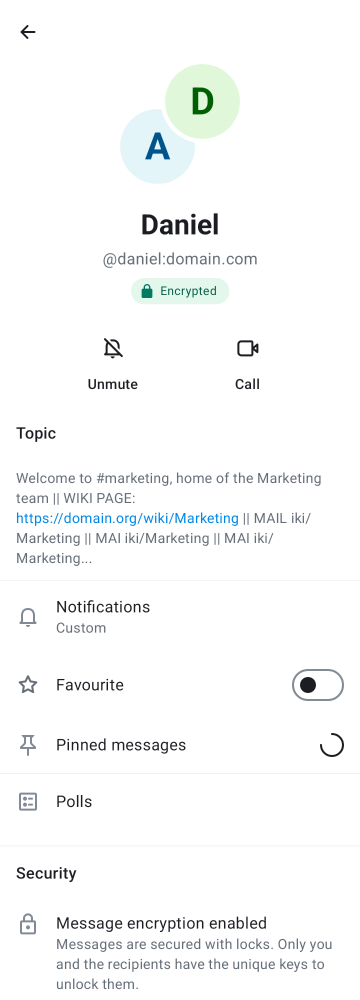 D
A
Daniel
@daniel:domain.com
Encrypted
Unmute
Call
Topic
Welcome to #marketing, home of the Marketing
team || WIKI PAGE:
https://domain.org/wiki/Marketing || MAIL iki/
Marketing || MAI iki/Marketing || MAI iki/
Marketing...
Notifications
Custom
Favourite
Pinned messages
Polls
Security
Message encryption enabled
Messages are secured with locks. Only you
and the recipients have the unique keys to
unlock them.